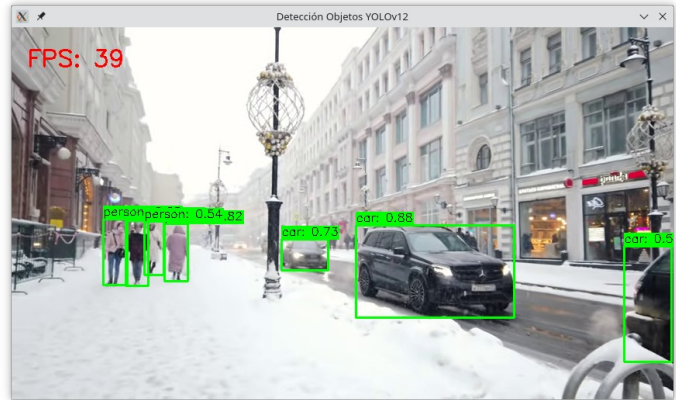 Detección Objetos YOLOv12
FPS: 39
person
person: 0.54
.82
car: 0.73
car: 0.88
car: 0.5